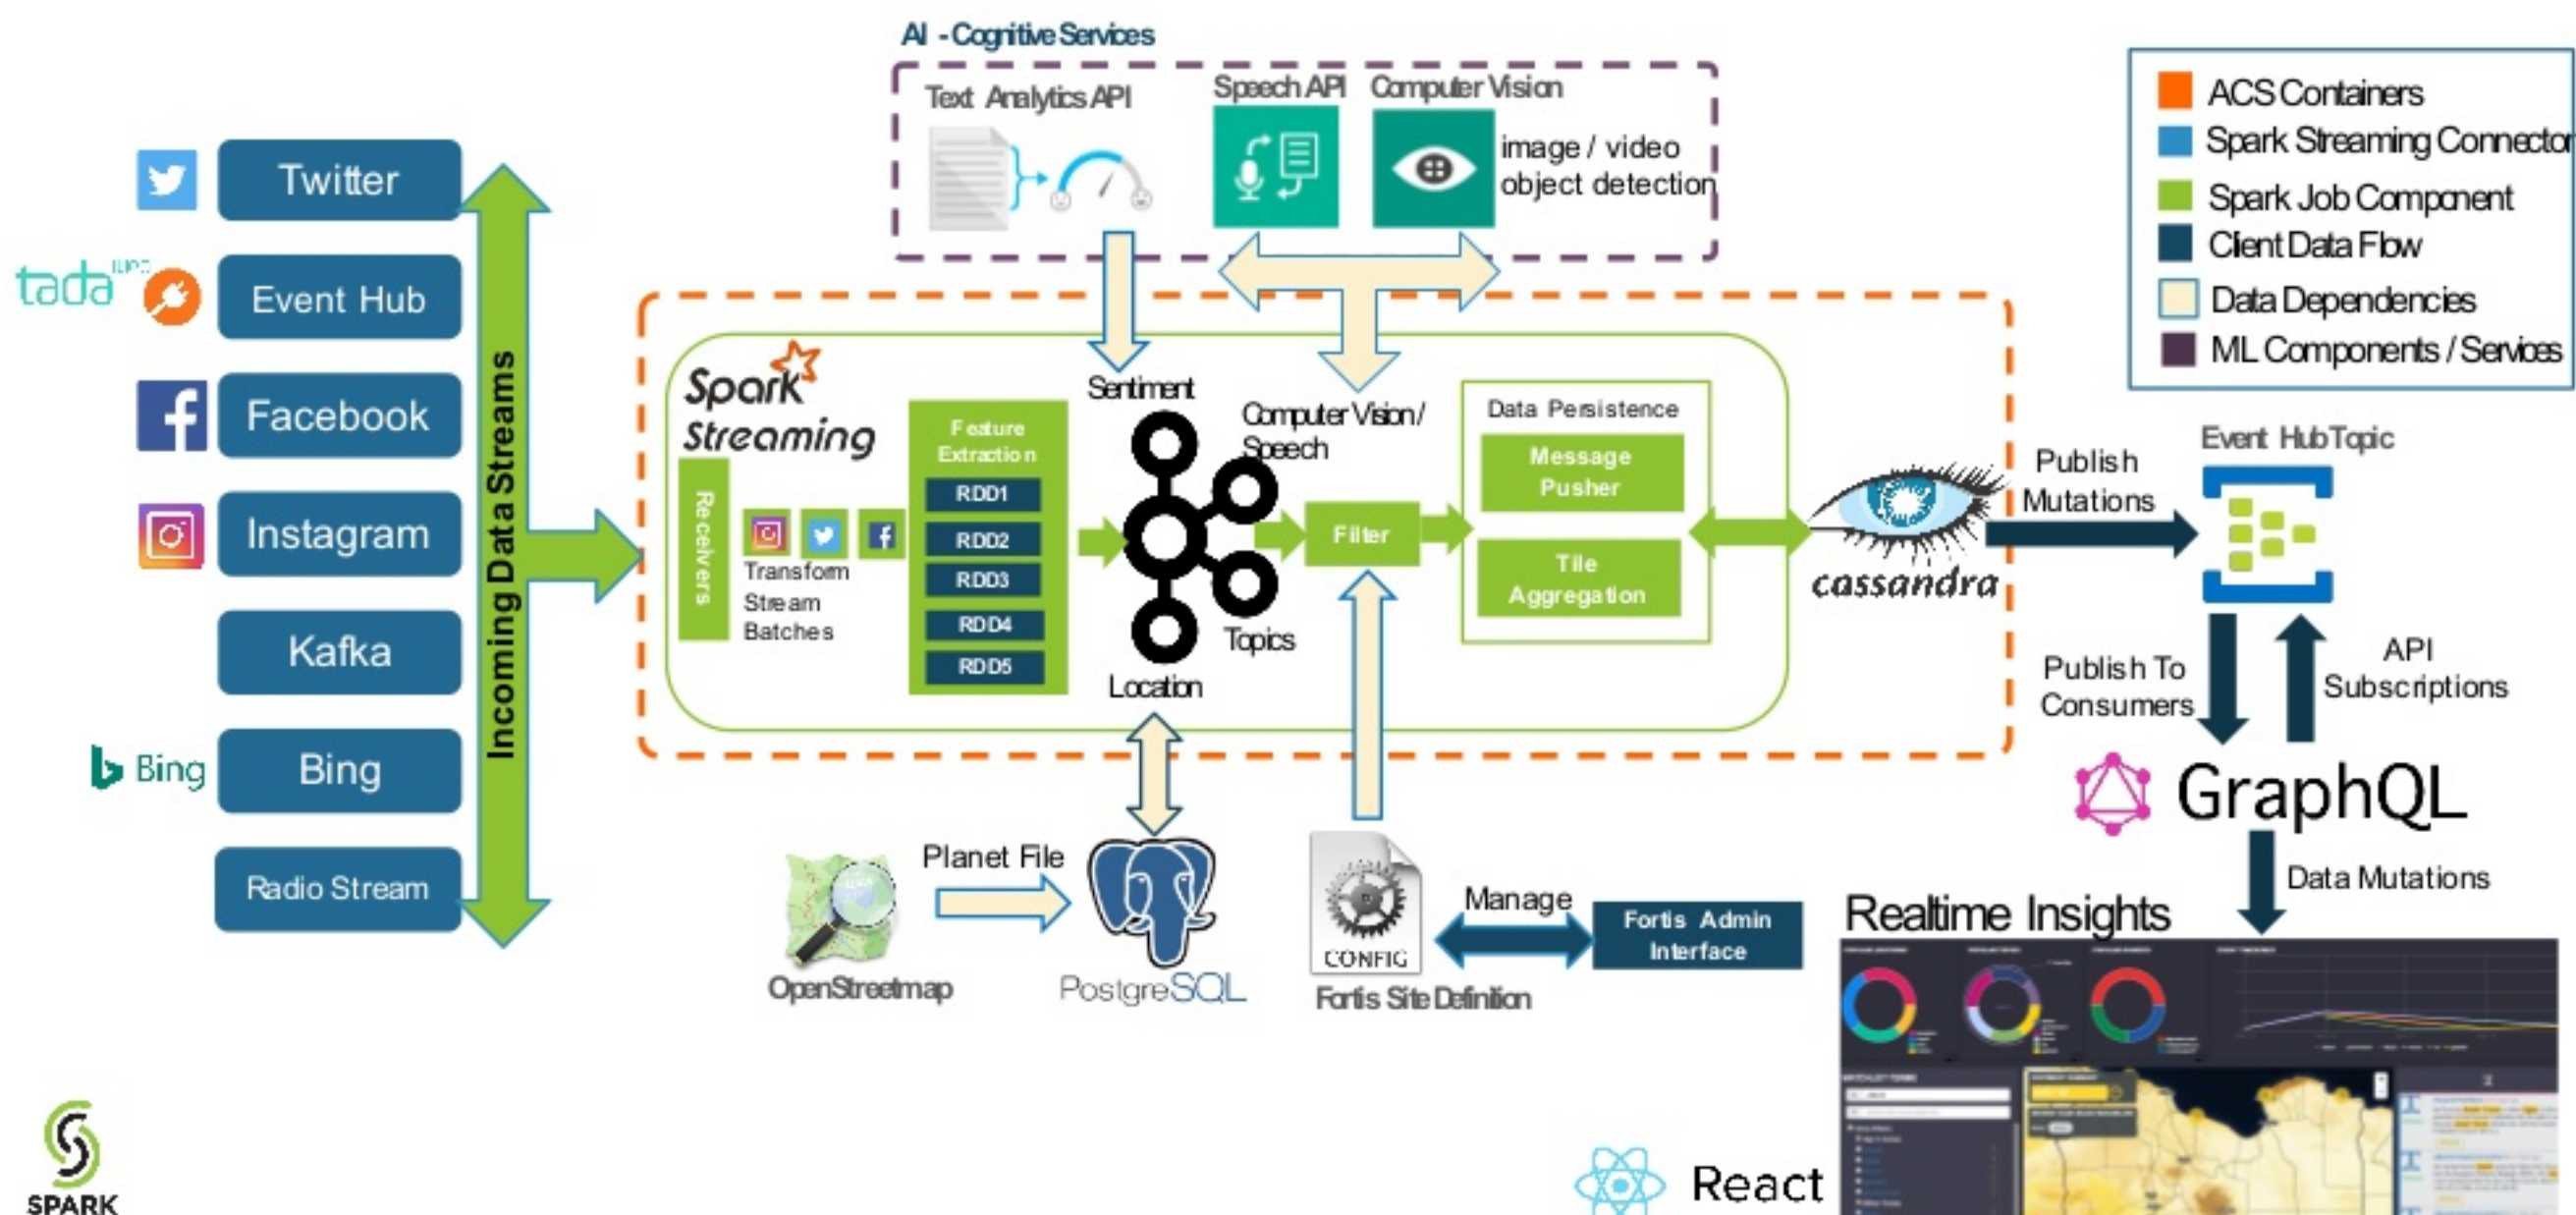 AI - Cognitive Services
Text Analytics API
Speech API
Computer Vision
image / video
object detection
ACS Containers
Spark Streaming Connector
Spark Job Component
Client Data Flow
Data Dependencies
ML Components / Services
Twitter
tada
Event Hub
Facebook
Instagram
Kafka
Bing
Bing
Radio Stream
Incoming Data Streams
Spark
Streaming
Receivers
Transform
Stream
Batches
Feature
Extraction
RDD1
RDD2
RDD3
RDD4
RDD5
Sentiment
Computer Vision /
Speech
Topics
Location
Filter
Data Persistence
Message
Pusher
Tile
Aggregation
cassandra
Publish
Mutations
Event Hub Topic
Publish To
Consumers
API
Subscriptions
GraphQL
Data Mutations
OpenStreetmap
Planet File
PostgreSQL
CONFIG
Fortis Site Definition
Manage
Fortis Admin
Interface
Realtime Insights
React
SPARK